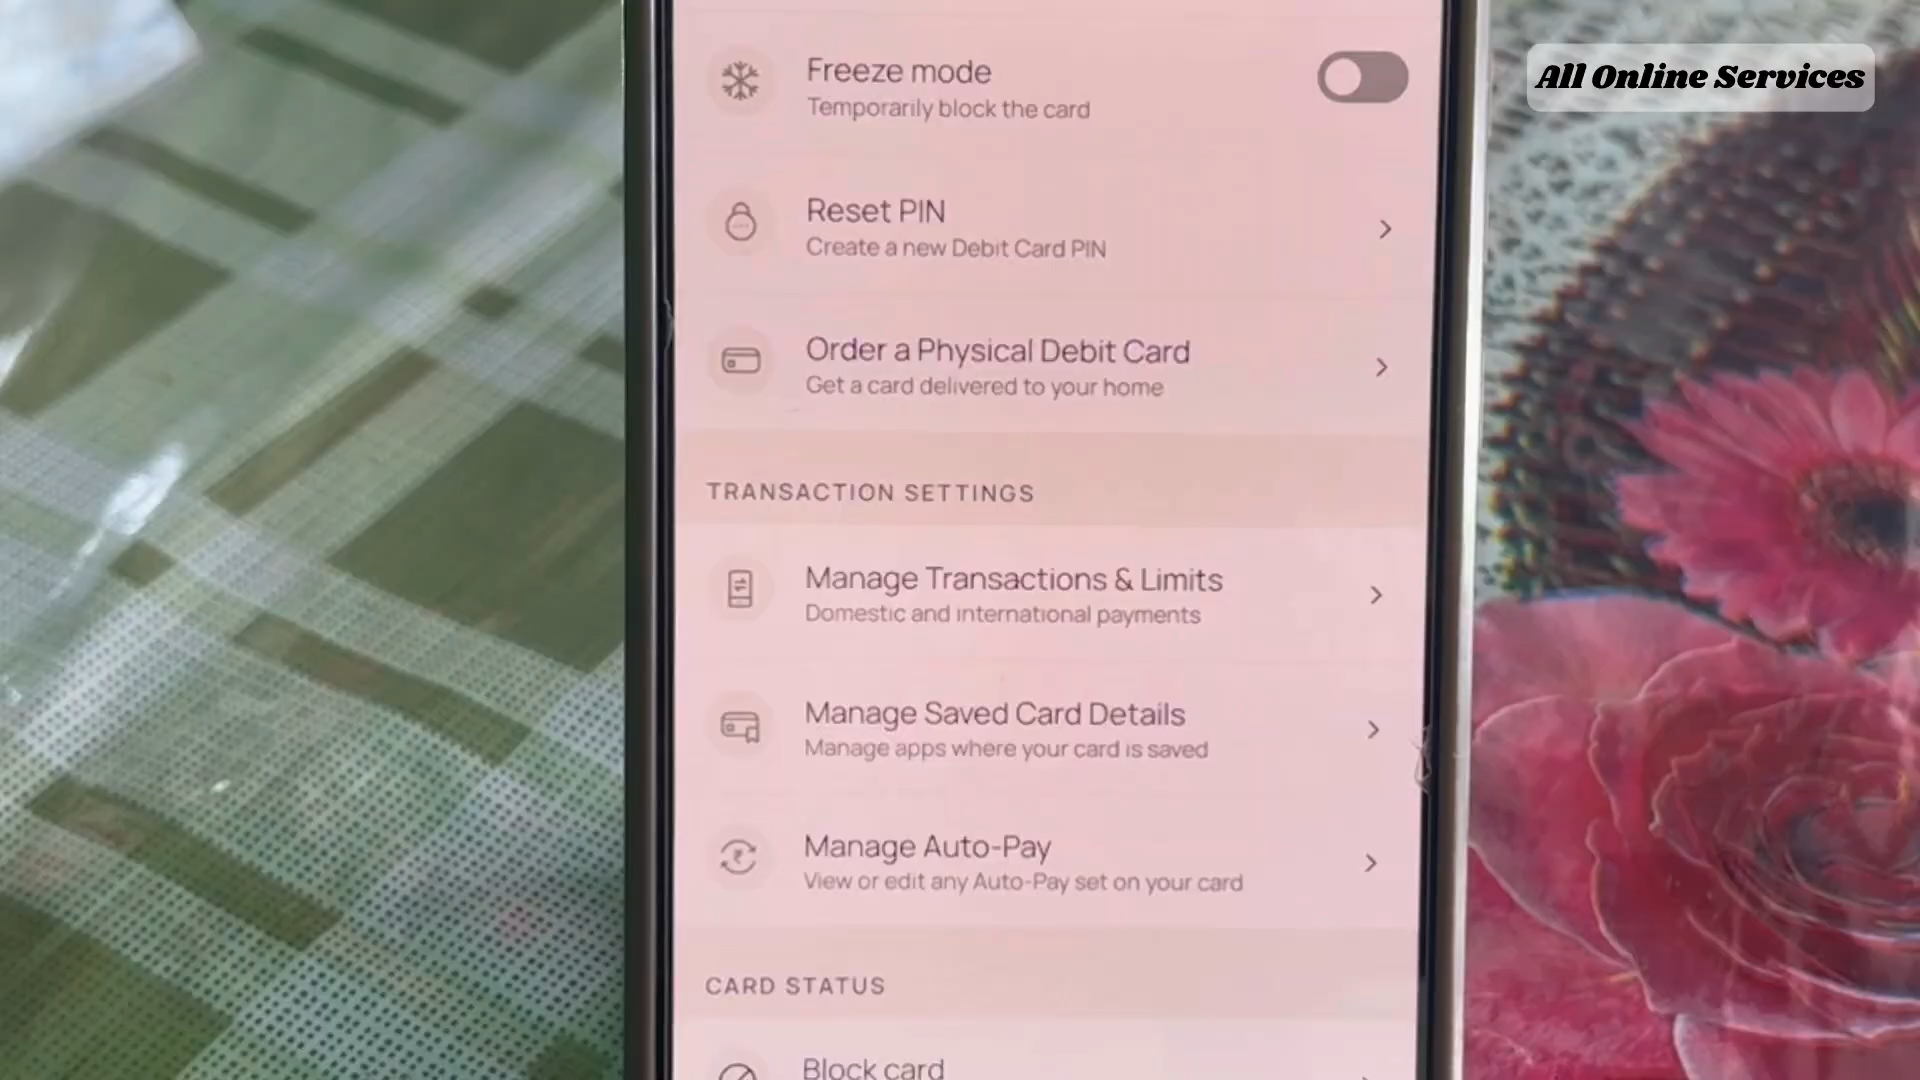 All Online Services
Freeze mode
Temporarily block the card
Reset PIN
Create a new Debit Card PIN
Order a Physical Debit Card
Get a card delivered to your home
TRANSACTION SETTINGS
Manage Transactions & Limits
Domestic and international payments
Manage Saved Card Details
Manage apps where your card is saved
Manage Auto-Pay
View or edit any Auto-Pay set on your card
CARD STATUS
Block card